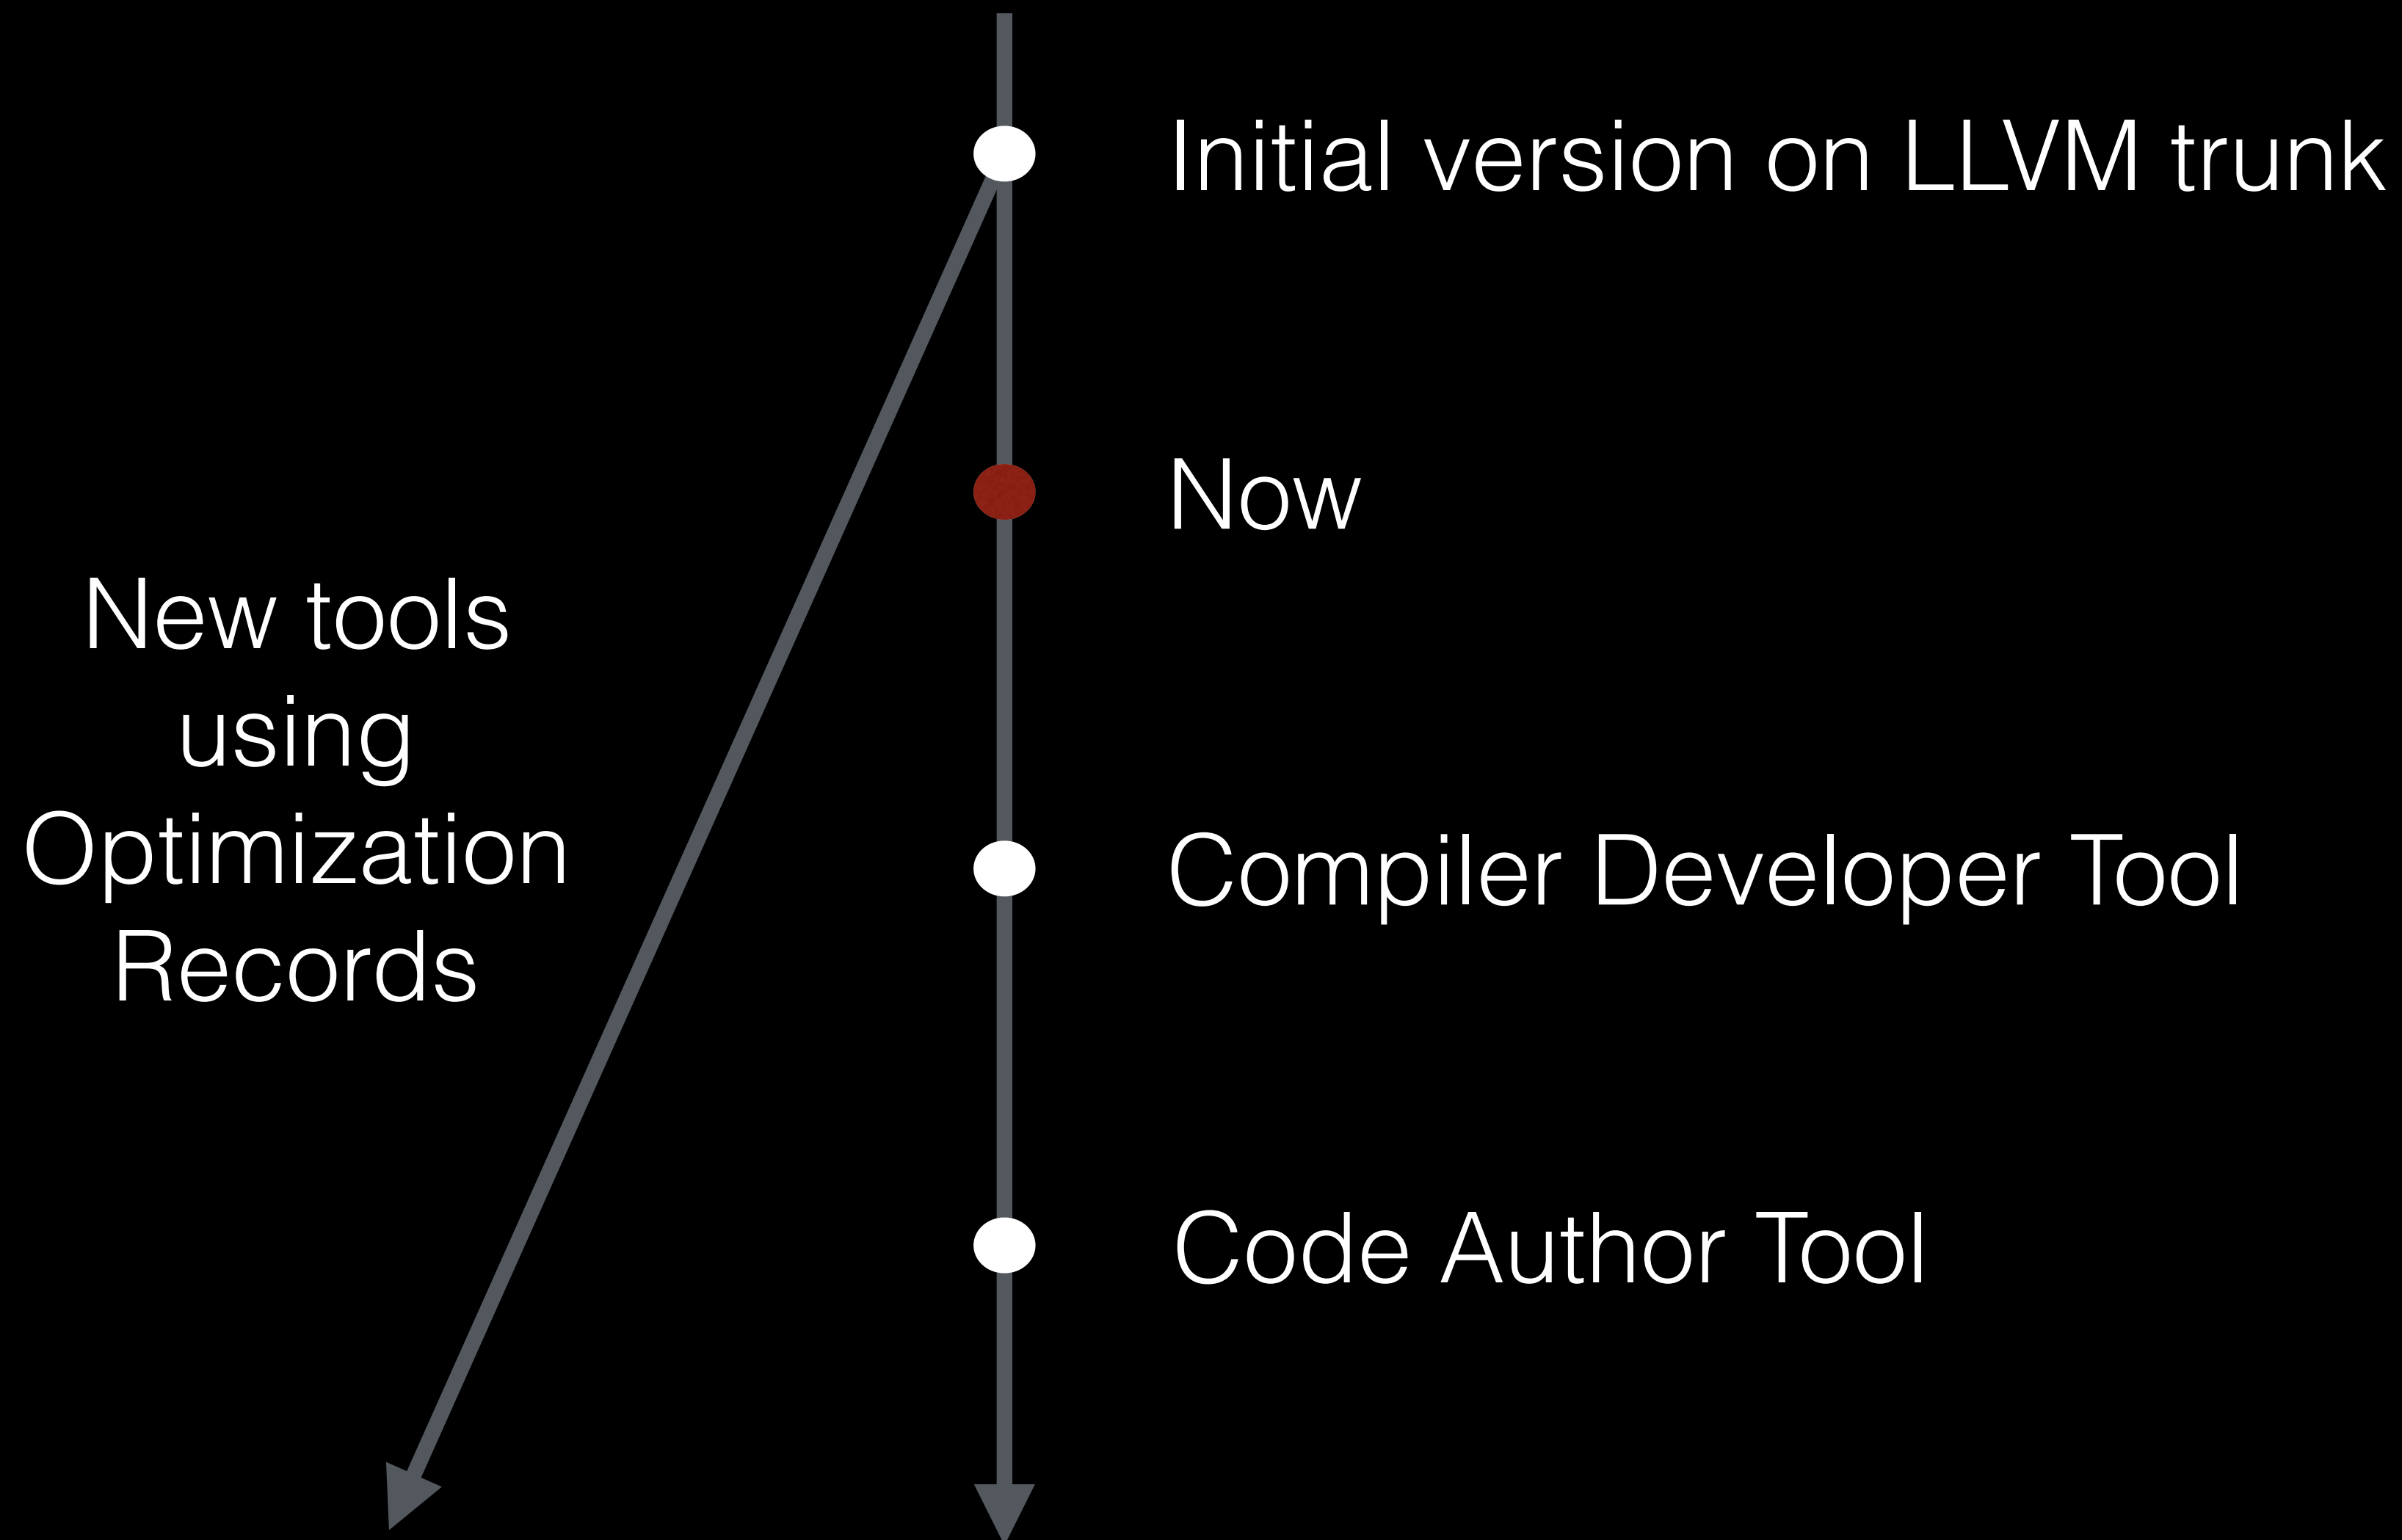 Initial version on LLVM trunk
Now
New tools
using
Optimization
Records
Compiler Developer Tool
Code Author Tool